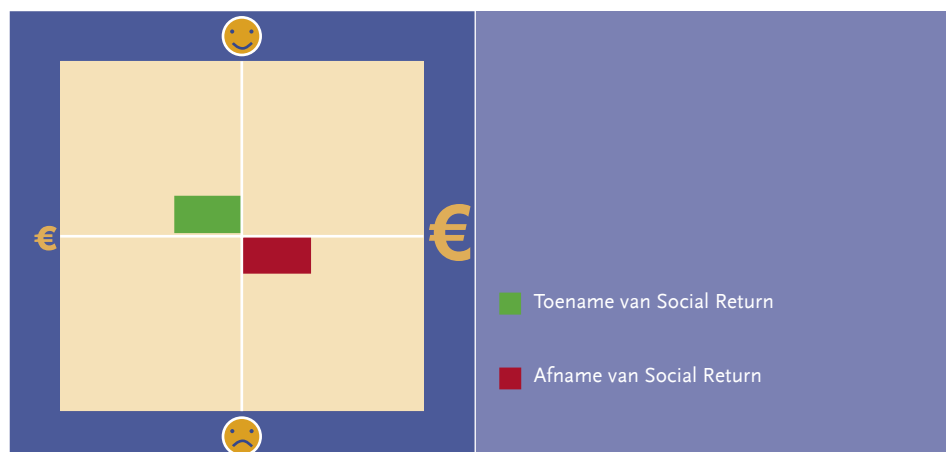 €
€
Toename van Social Return
Afname van Social Return